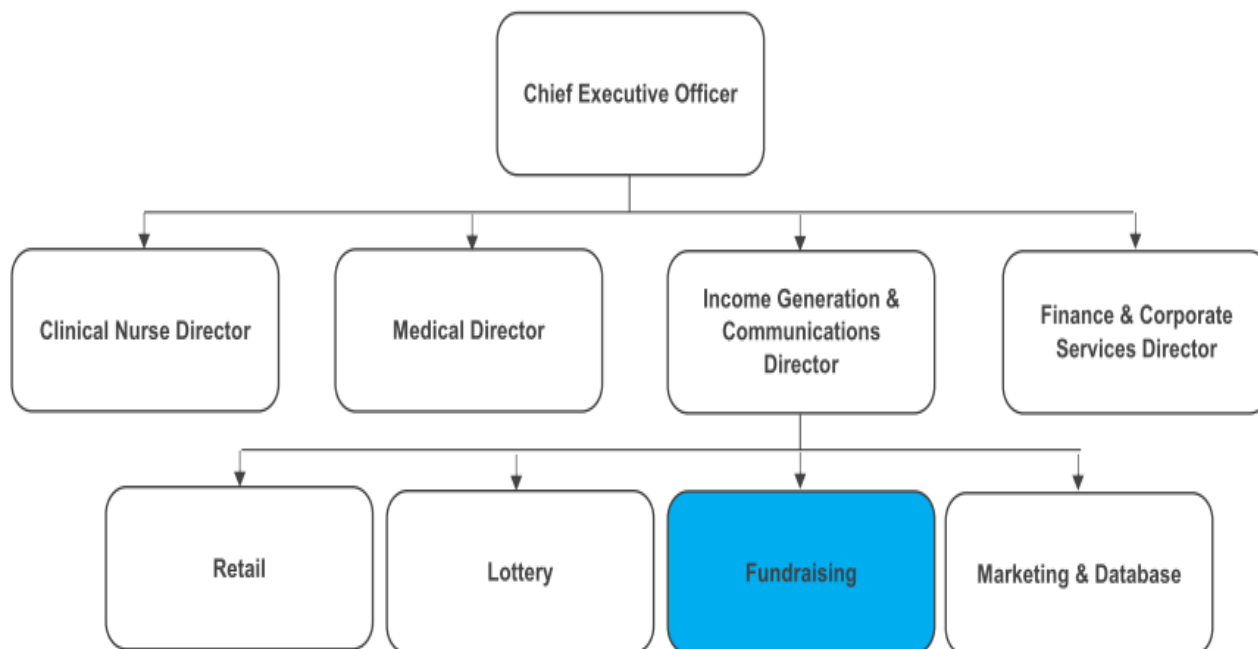 Chief Executive Officer
Clinical Nurse Director
Medical Director
Income Generation &
Communications
Director
Finance & Corporate
Services Director
Retail
Lottery
Fundraising
Marketing & Database